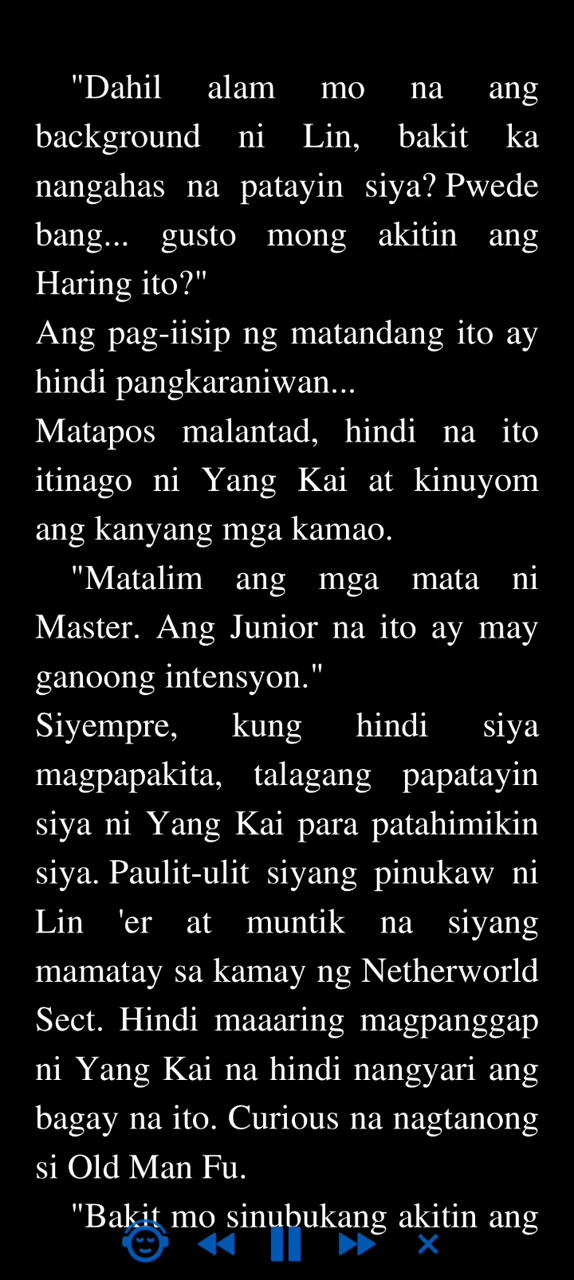 "Dahil alam mo na ang
background ni Lin, bakit ka
nangahas na patayin siya? Pwede
bang... gusto mong akitin ang
Haring ito?"
Ang pag-iisip ng matandang ito ay
hindi pangkaraniwan...
Matapos malantad, hindi na ito
itinago ni Yang Kai at kinuyom
ang kanyang mga kamao.
"Matalim ang mga mata ni
Master. Ang Junior na ito ay may
ganoong intensyon."
Siyempre, kung hindi siya
magpapakita, talagang papatayin
siya ni Yang Kai para patahimikin
siya. Paulit-ulit siyang pinukaw ni
Lin 'er at muntik na siyang
mamatay sa kamay ng Netherworld
Sect. Hindi maaaring magpanggap
ni Yang Kai na hindi nangyari ang
bagay na ito. Curious na nagtanong
si Old Man Fu.
"Bakit mo sinubukang akitin ang